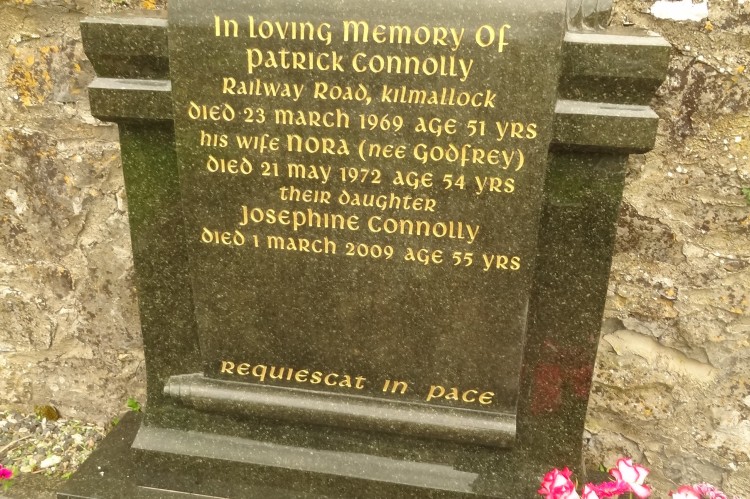 In Loving Memory Of
Patrick Connolly
Railway Road, Kilmallock
Died 23 March 1969 age 51 yrs
his wife Nora (nee Godfrey)
Died 21 May 1972 age 54 yrs
their daughter
Josephine Connolly
Died 1 March 2009 age 55 yrs
Requiescat in pace